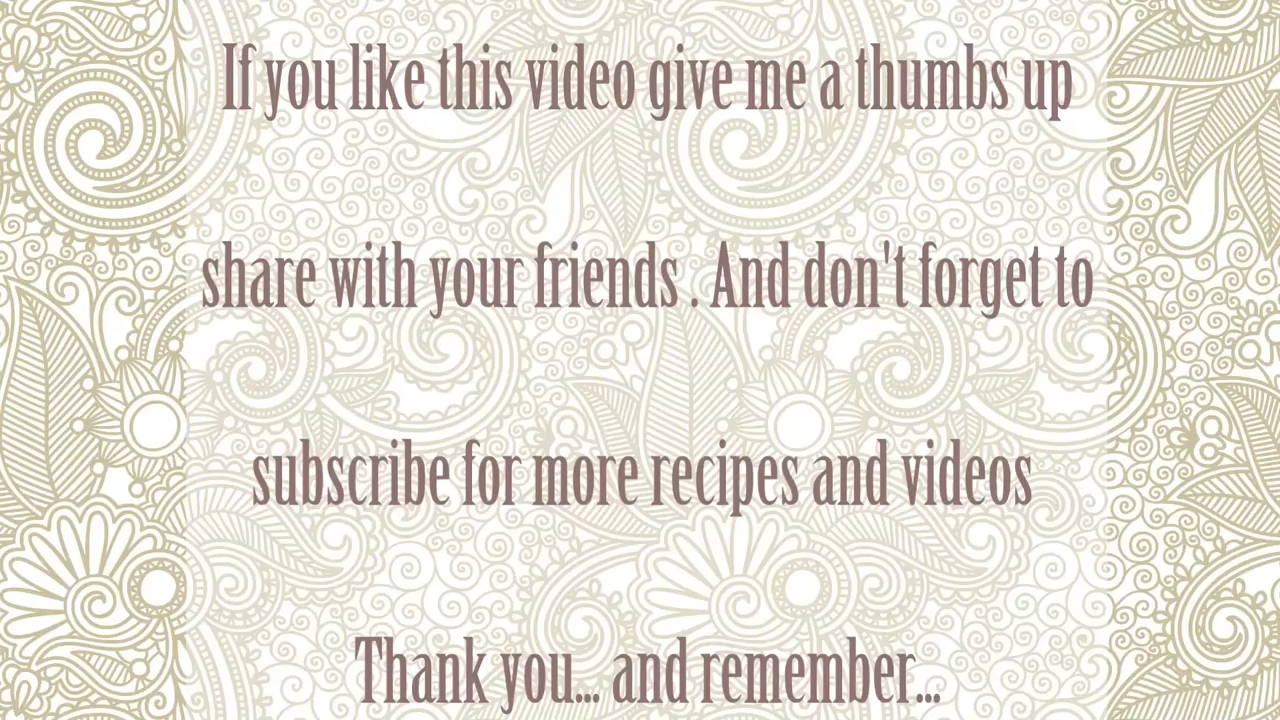 If you like this video give me a thumbs up
share with your friends . And don't forget to
subscribe for more recipes and videos
Thank you... and remember...